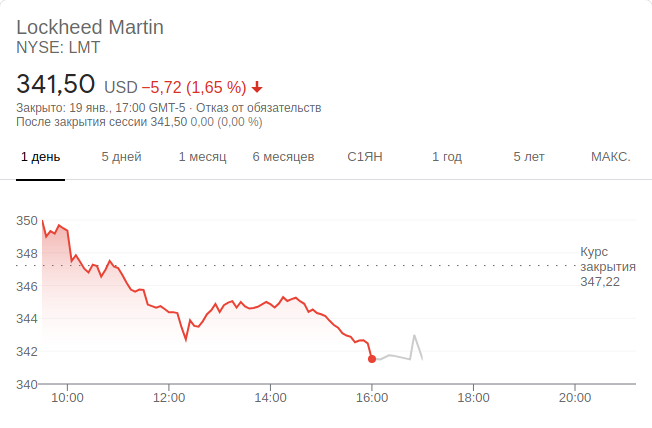 Lockheed Martin
NYSE: LMT
341,50 USD −5,72 (1,65 %)
Закрыто: 19 янв., 17:00 GMT-5 · Отказ от обязательств
После закрытия сессии 341,50 0,00 (0,00 %)
1 день 5 дней 1 месяц 6 месяцев С1ЯН 1 год 5 лет МАКС.
350
348
346
344
342
340
Курс
закрытия
347,22
10:00 12:00 14:00 16:00 18:00 20:00